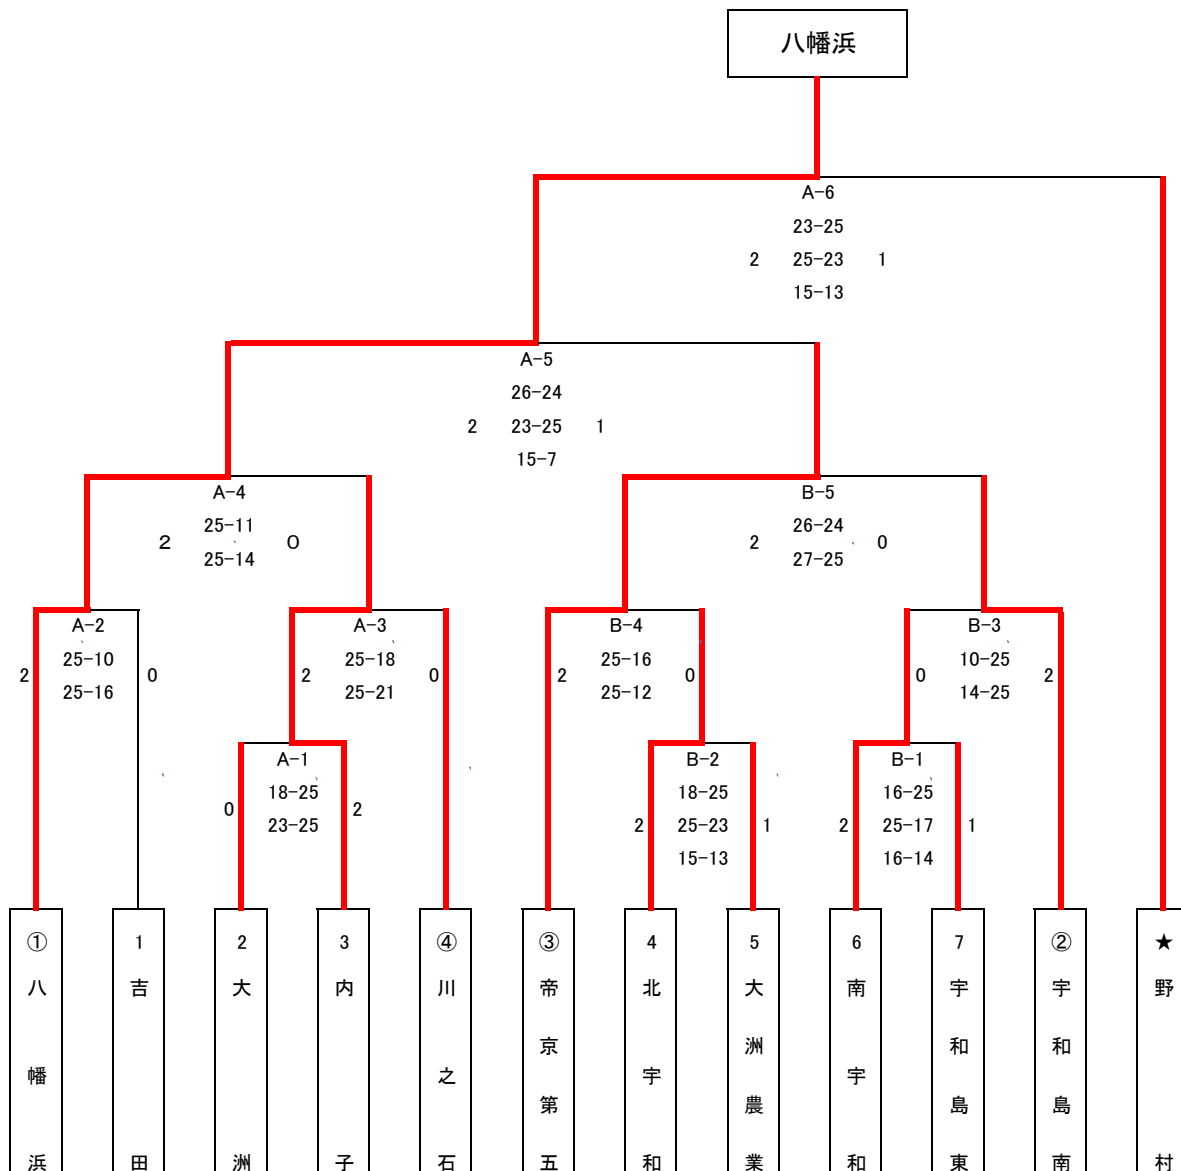 八幡浜
A-6
23-25
2 25-23 1
15-13
A-5
26-24
2 23-25 1
15-7
A-4
25-11
2 0
25-14
B-5
26-24
2 0
27-25
A-2
25-10
2 0
25-16
A-3
25-18
2 0
25-21
B-4
25-16
2 0
25-12
B-3
10-25
0 2
14-25
A-1
18-25
0 2
23-25
B-2
18-25
2 25-23 1
15-13
B-1
16-25
2 25-17 1
16-14
① 八幡浜
1 吉田
2 大洲
3 内子
④ 川之石
③ 帝京第五
4 北宇和
5 大洲農業
6 南宇和
7 宇和島東
② 宇和島南
★ 野村